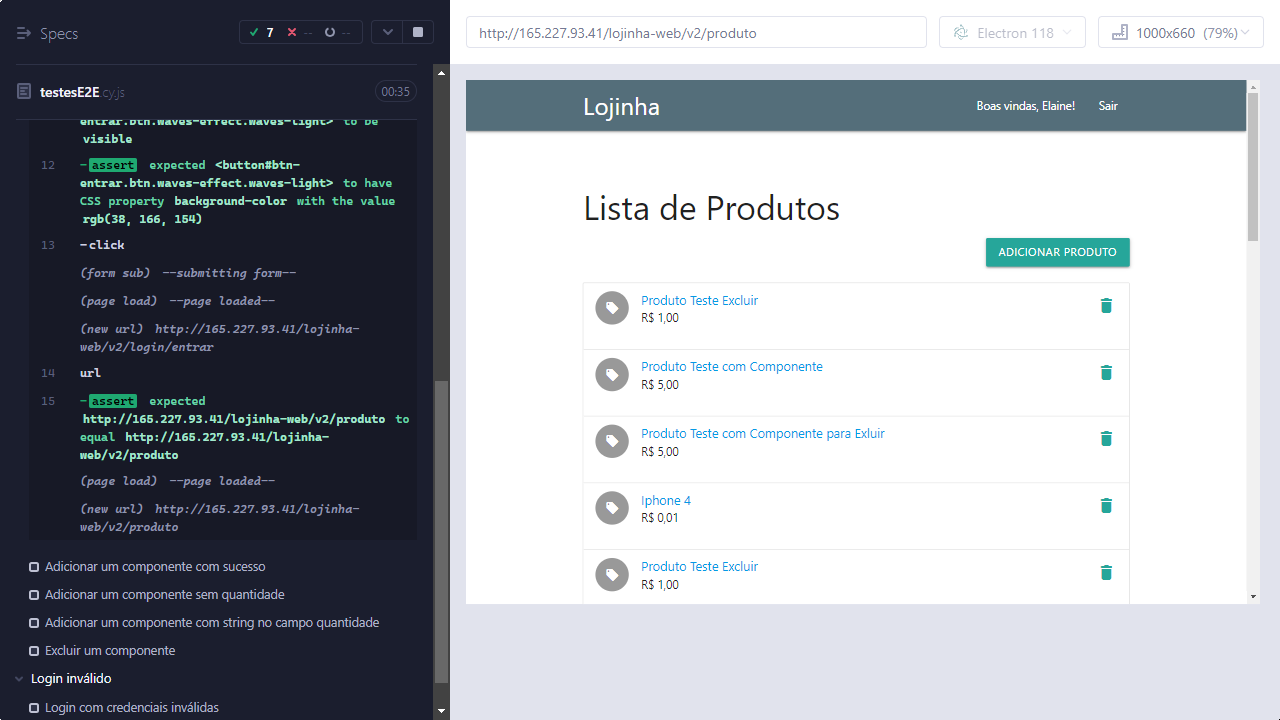 Specs
7
--
--
http://165.227.93.41/lojinha-web/v2/produto
Electron 118
1000x660 (79%)
testesE2E cy.js
00:35
entrar.btn.waves-effect.waves-light> to be
visible
12 -assert expected <button#btn-
entrar.btn.waves-effect.waves-light> to have
CSS property background-color with the value
rgb(38, 166, 154)
13 -click
(form sub) --submitting form--
(page load) --page loaded--
(new url) http://165.227.93.41/lojinha-
web/v2/login/entrar
14 url
15 -assert expected
http://165.227.93.41/lojinha-web/v2/produto to
equal http://165.227.93.41/lojinha-
web/v2/produto
(page load) --page loaded--
(new url) http://165.227.93.41/lojinha-
web/v2/produto
Adicionar um componente com sucesso
Adicionar um componente sem quantidade
Adicionar um componente com string no campo quantidade
Excluir um componente
Login inválido
Login com credenciais inválidas
Lojinha
Boas vindas, Elaine!
Sair
Lista de Produtos
ADICIONAR PRODUTO
Produto Teste Excluir
R$ 1,00
Produto Teste com Componente
R$ 5,00
Produto Teste com Componente para Exluir
R$ 5,00
Iphone 4
R$ 0,01
Produto Teste Excluir
R$ 1,00